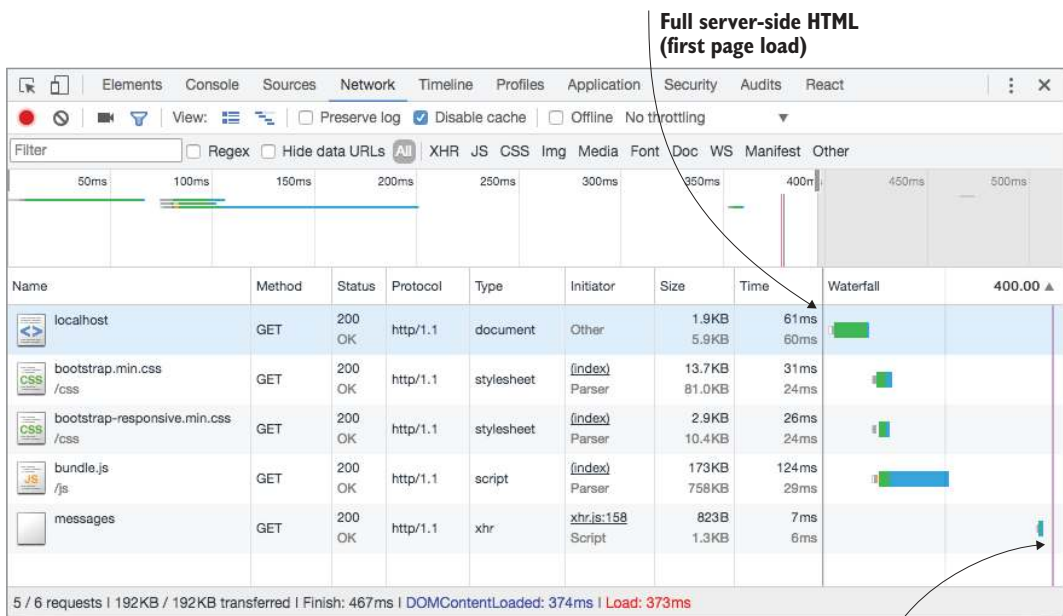 Full server-side HTML
(first page load)
Elements Console Sources Network Timeline Profiles Application Security Audits React
View: Preserve log Disable cache Offline No throttling
Filter Regex Hide data URLs All XHR JS CSS Img Media Font Doc WS Manifest Other
50ms 100ms 150ms 200ms 250ms 300ms 350ms 400m 450ms 500ms
Name Method Status Protocol Type Initiator Size Time Waterfall 400.00
localhost GET 200 http/1.1 document Other 1.9KB 61ms
OK 5.9KB 60ms
bootstrap.min.css GET 200 http/1.1 stylesheet (index) 13.7KB 31ms
CSS /css OK Parser 81.0KB 24ms
bootstrap-responsive.min.css GET 200 http/1.1 stylesheet (index) 2.9KB 26ms
CSS /css OK Parser 10.4KB 24ms
bundle.js GET 200 http/1.1 script (index) 173KB 124ms
JS /js OK Parser 758KB 29ms
messages GET 200 http/1.1 xhr xhr.js:158 823B 7ms
OK Script 1.3KB 6ms
5 / 6 requests | 192KB / 192KB transferred | Finish: 467ms | DOMContentLoaded: 374ms | Load: 373ms